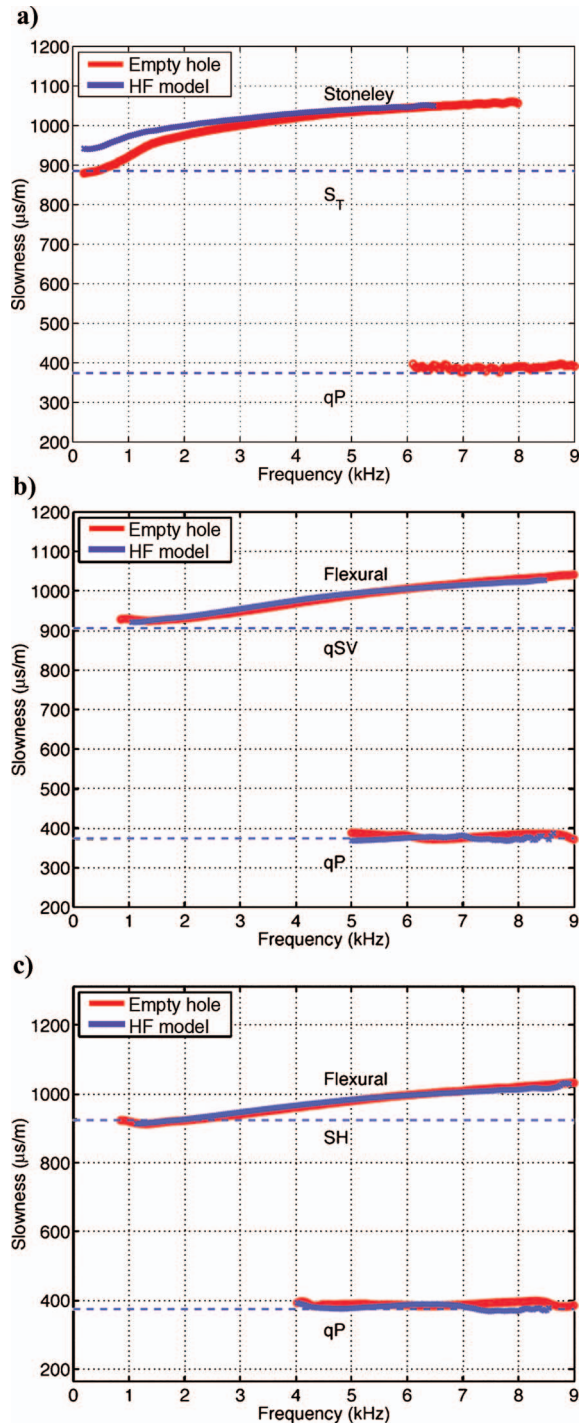 a)
1200
1100
1000
900
800
700
600
500
400
300
200
Slowness (μs/m)
Empty hole
HF model
Stoneley
S_T
qP
0 1 2 3 4 5 6 7 8 9
Frequency (kHz)
b)
1200
1100
1000
900
800
700
600
500
400
300
200
Slowness (μs/m)
Empty hole
HF model
Flexural
qSV
qP
0 1 2 3 4 5 6 7 8 9
Frequency (kHz)
c)
1200
1000
800
600
400
200
Slowness (μs/m)
Empty hole
HF model
Flexural
SH
qP
0 1 2 3 4 5 6 7 8 9
Frequency (kHz)